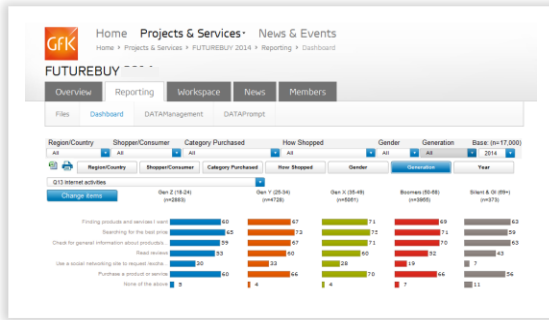 GfK
Home Projects & Services· News & Events
Home > Projects & Services > FUTUREBUY 2014 > Reporting > Dashboard
FUTUREBUY
Overview Reporting Workspace News Members
Files Dashboard DATAManagement DATAPrompt
Region/Country Shopper/Consumer Category Purchased How Shopped Gender Generation Base: (n=17,000)
All All All All All All 2014
Region/Country Shopper/Consumer Category Purchased How Shopped Gender Generation Year
Q13 Internet activities
Change items Gen Z (18-24) Gen Y (25-34) Gen X (35-49) Boomers (50-68) Silent & GI (69+)
(n=2883) (n=4728) (n=5061) (n=3955) (n=373)
Finding products and services I want 60 67 71 69 63
Searching for the best price 65 73 75 71 59
Check for general information about products/s... 59 67 71 70 63
Read reviews 53 60 60 52 43
Use a social networking site to request recomm... 30 33 28 19 7
Purchase a product or service 60 66 70 66 56
None of the above 5 4 4 7 11